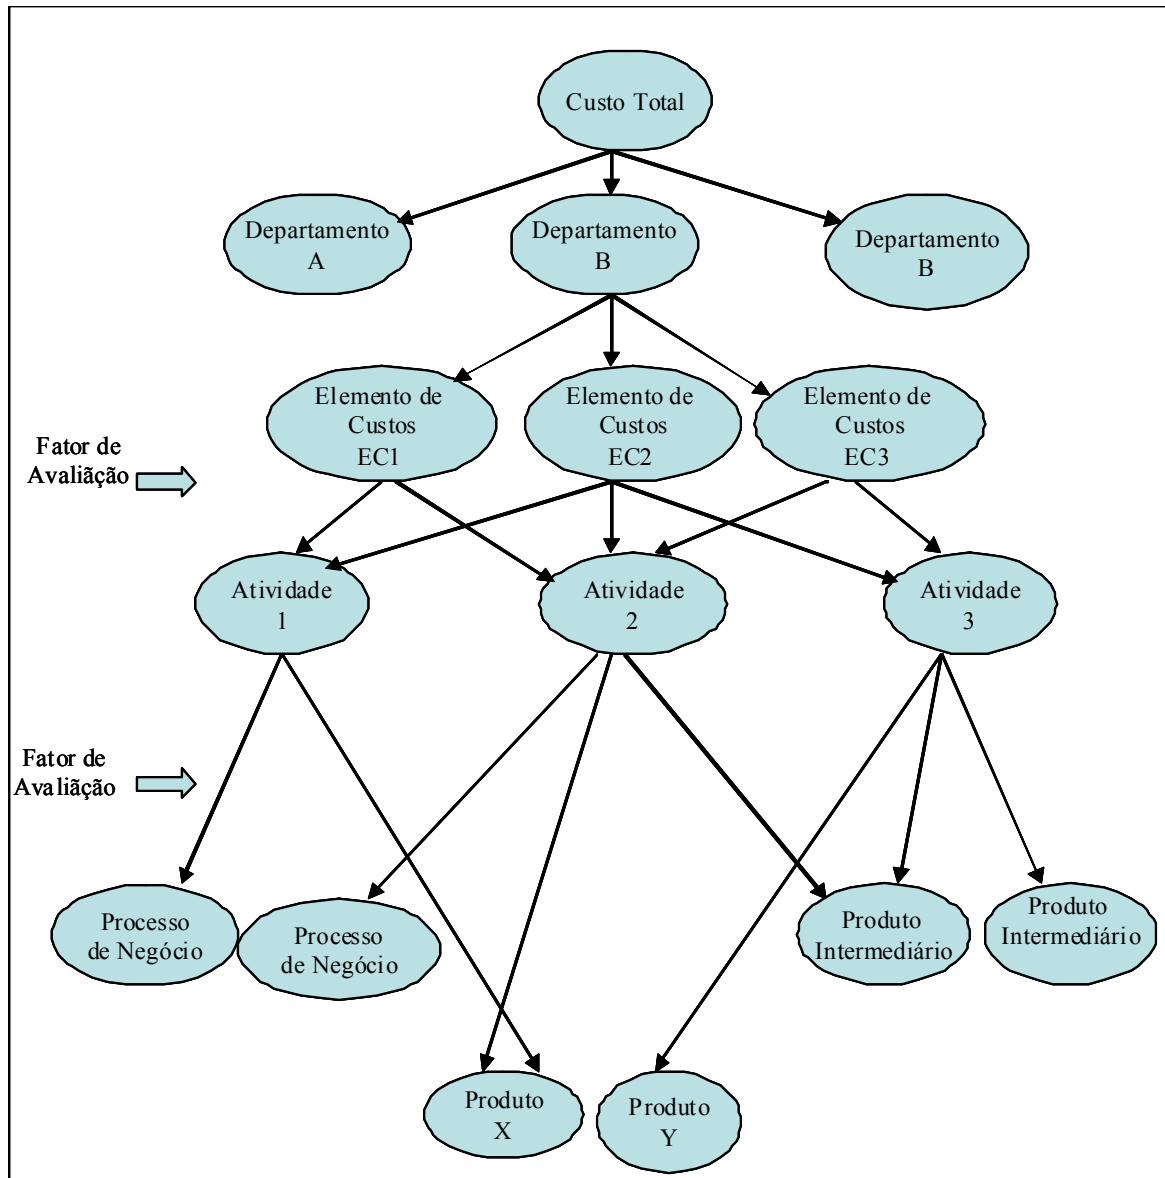 Custo Total
Departamento
A
Departamento
B
Departamento
B
Elemento de
Custos
EC1
Elemento de
Custos
EC2
Elemento de
Custos
EC3
Fator de
Avaliãção
Atividade
1
Atividade
2
Atividade
3
Fator de
Avaliãção
Processo
de Negócio
Processo
de Negócio
Produto
Intermediário
Produto
Intermediário
Produto
X
Produto
Y